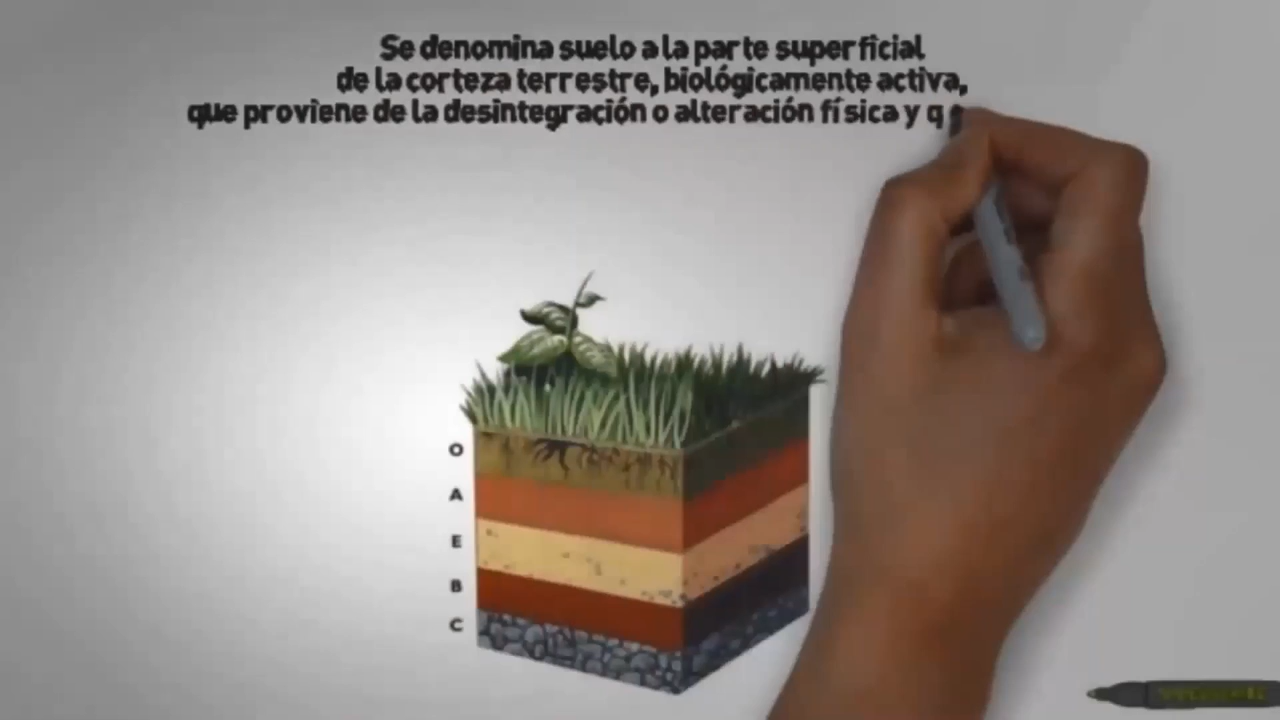 Se denomina suelo a la parte superficial
de la corteza terrestre, biológicamente activa,
que proviene de la desintegración o alteración física y q
O
A
E
B
C